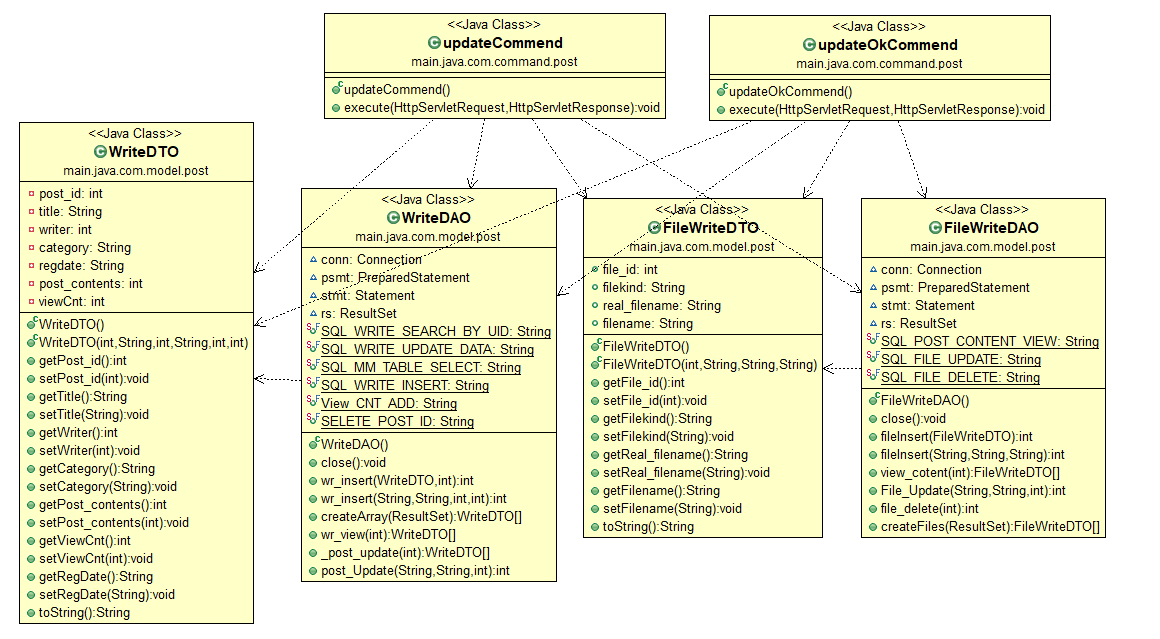 <<Java Class>>
updateCommend
main.java.com.command.post
updateCommend()
execute(HttpServletRequest,HttpServletResponse):void
<<Java Class>>
updateOkCommend
main.java.com.command.post
updateOkCommend()
execute(HttpServletRequest,HttpServletResponse):void
<<Java Class>>
WriteDTO
main.java.com.model.post
post_id: int
title: String
writer: int
category: String
regdate: String
post_contents: int
viewCnt: int
WriteDTO()
WriteDTO(int,String,int,String,int,int)
getPost_id():int
setPost_id(int):void
getTitle():String
setTitle(String):void
getWriter():int
setWriter(int):void
getCategory():String
setCategory(String):void
getPost_contents():int
setPost_contents(int):void
getViewCnt():int
setViewCnt(int):void
getRegDate():String
setRegDate(String):void
toString():String
<<Java Class>>
WriteDAO
main.java.com.model.post
conn: Connection
psmt: PreparedStatement
stmt: Statement
rs: ResultSet
SQL_WRITE_SEARCH_BY_UID: String
SQL_WRITE_UPDATE_DATA: String
SQL_MM_TABLE_SELECT: String
SQL_WRITE_INSERT: String
View_CNT_ADD: String
SELETE_POST_ID: String
WriteDAO()
close():void
wr_insert(WriteDTO,int):int
wr_insert(String,String,int,int):int
createArray(ResultSet):WriteDTO[]
wr_view(int):WriteDTO[]
_post_update(int):WriteDTO[]
post_Update(String,String,int):int
<<Java Class>>
FileWriteDTO
main.java.com.model.post
file_id: int
filekind: String
real_filename: String
filename: String
FileWriteDTO()
FileWriteDTO(int,String,String,String)
getFile_id():int
setFile_id(int):void
getFilekind():String
setFilekind(String):void
getReal_filename():String
setReal_filename(String):void
getFilename():String
setFilename(String):void
toString():String
<<Java Class>>
FileWriteDAO
main.java.com.model.post
conn: Connection
psmt: PreparedStatement
stmt: Statement
rs: ResultSet
SQL_POST_CONTENT_VIEW: String
SQL_FILE_UPDATE: String
SQL_FILE_DELETE: String
FileWriteDAO()
close():void
fileInsert(FileWriteDTO):int
fileInsert(String,String,String):int
view_cotent(int):FileWriteDTO[]
File_Update(String,String,int):int
file_delete(int):int
createFiles(ResultSet):FileWriteDTO[]